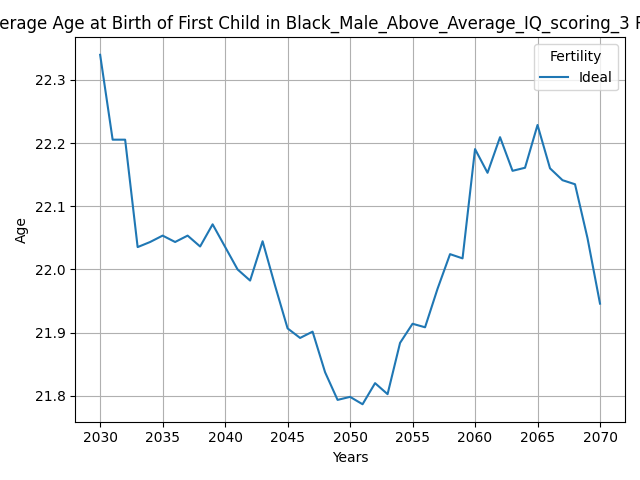 erage Age at Birth of First Child in Black_Male_Above_Average_IQ_scoring_3
Fertility
Ideal
22.3
22.2
22.1
22.0
21.9
21.8
Age
2030 2035 2040 2045 2050 2055 2060 2065 2070
Years